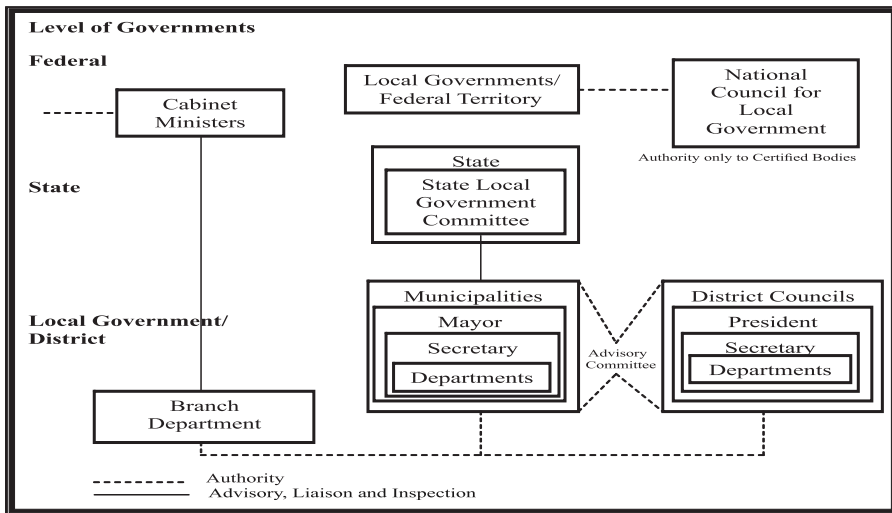 Level of Governments
Federal
Cabinet
Ministers
Local Governments/
Federal Territory
National
Council for
Local
Government
Authority only to Certified Bodies
State
State
State Local
Government
Committee
Local Government/
District
Municipalities
Mayor
Secretary
Departments
Advisory
Committee
District Councils
President
Secretary
Departments
Branch
Department
Authority
Advisory, Liaison and Inspection